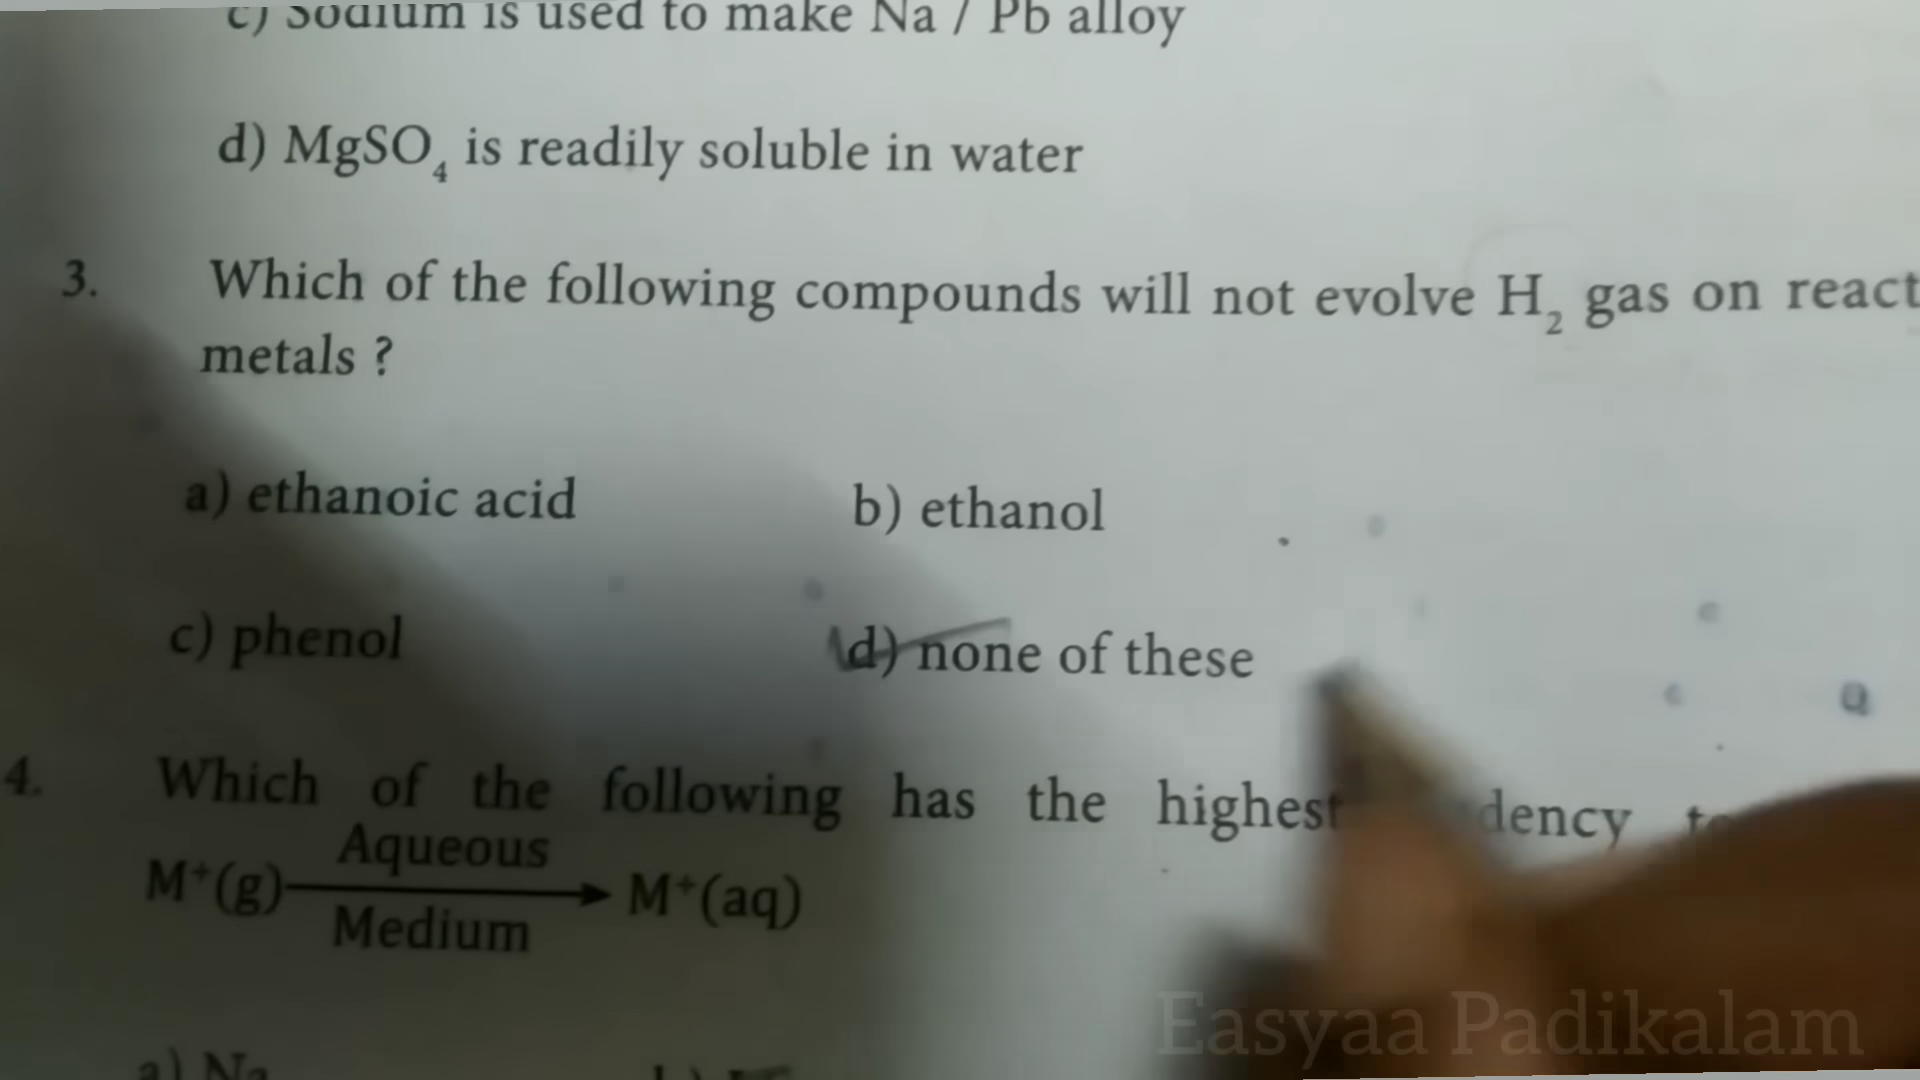 c) Sodium is used to make Na / Pb alloy
d) MgSO₄ is readily soluble in water
3. Which of the following compounds will not evolve H₂ gas on react
metals ?
a) ethanoic acid b) ethanol
c) phenol d) none of these
4. Which of the following has the highest dency
Aqueous
M⁺(g) → M⁺(aq)
Medium
a) Na b)
Easyaa Padikalam